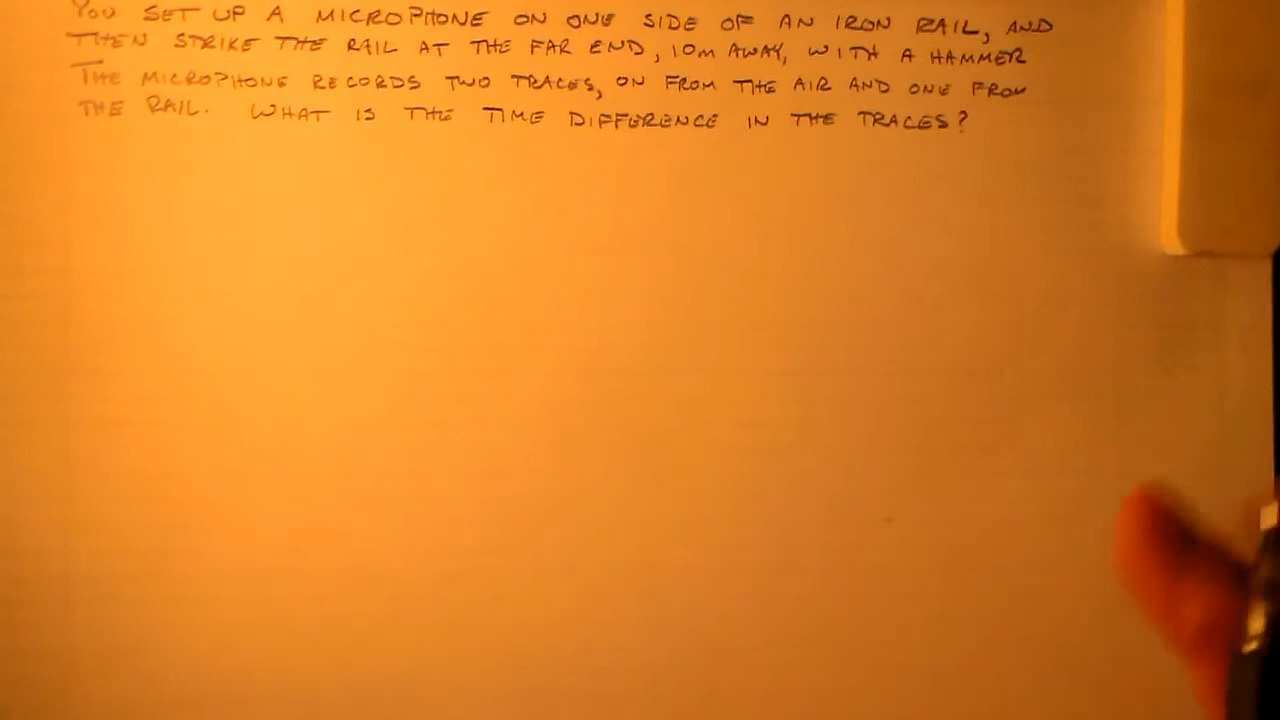 YOU SET UP A MICROPHONE ON ONE SIDE OF AN IRON RAIL, AND
THEN STRIKE THE RAIL AT THE FAR END, 10m AWAY, WITH A HAMMER
THE MICROPHONE RECORDS TWO TRACES, ON FROM THE AIR AND ONE FROM
THE RAIL. WHAT IS THE TIME DIFFERENCE IN THE TRACES?